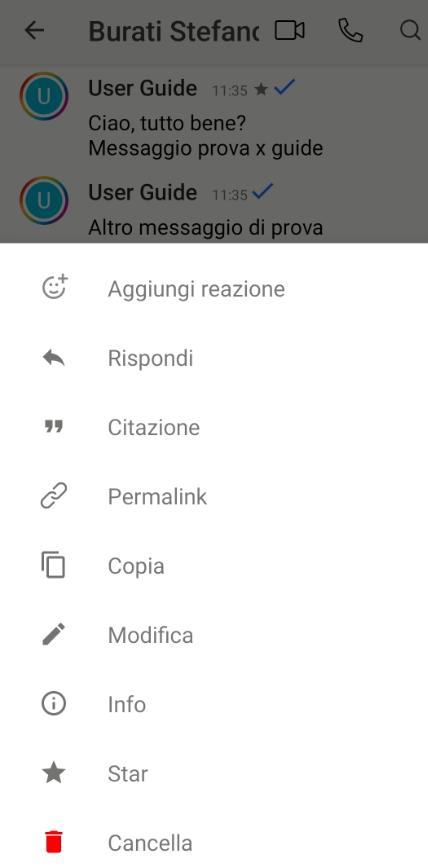 Burati Stefano
U
User Guide 11:35
Ciao, tutto bene?
Messaggio prova x guide
U
User Guide 11:35
Altro messaggio di prova
Aggiungi reazione
Rispondi
Citazione
Permalink
Copia
Modifica
Info
Star
Cancella